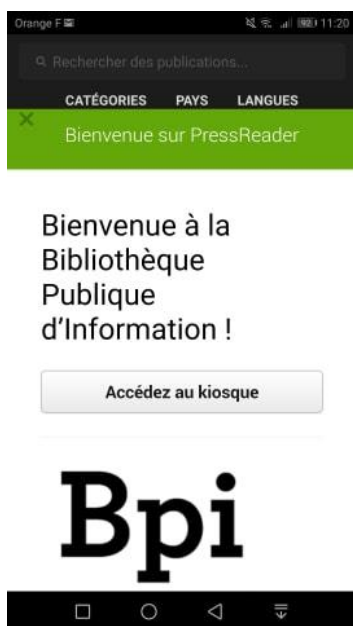 Orange F 92 11:20
Rechercher des publications...
CATÉGORIES PAYS LANGUES
Bienvenue sur PressReader
Bienvenue à la
Bibliothèque
Publique
d'Information !
Accédez au kiosque
Bpi